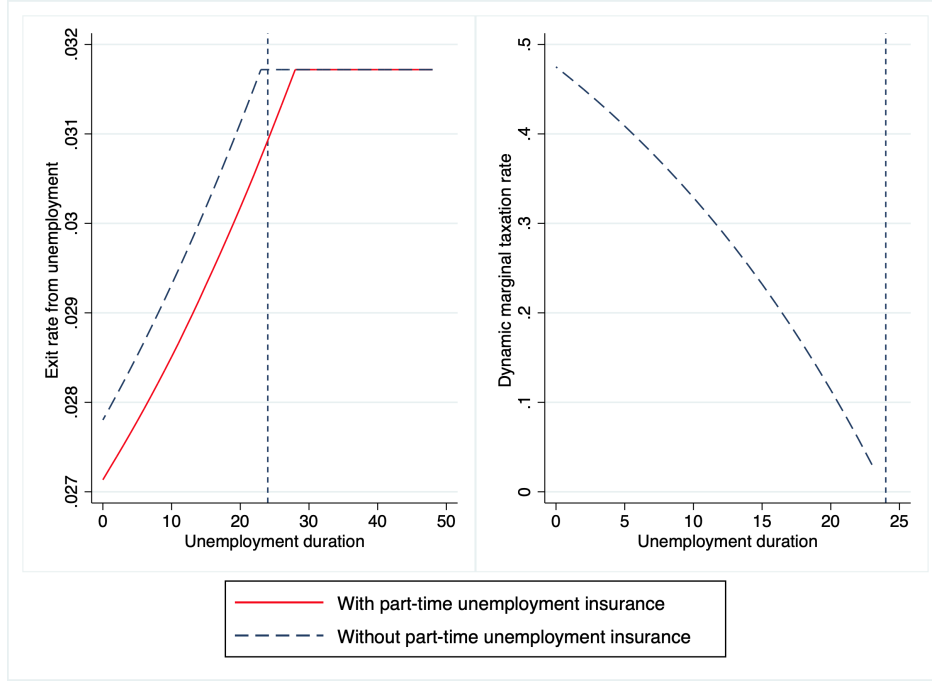 Exit rate from unemployment
.032
.031
.03
.029
.028
.027
0 10 20 30 40 50
Unemployment duration
Dynamic marginal taxation rate
.5
.4
.3
.2
.1
0
0 5 10 15 20 25
Unemployment duration
With part-time unemployment insurance
Without part-time unemployment insurance